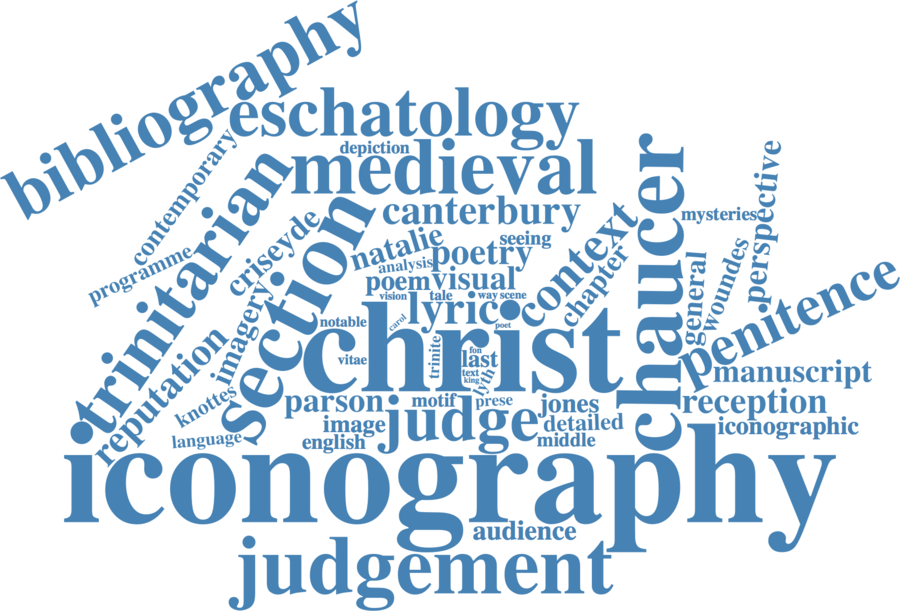 bibliography
eschatology
contemporary
depiction
medieval
trinitarian
canterbury
chaucer
perspective
mysteries
programme
criseyde
section
natalie
poetry
seeing
analysis
context
chapter
general
woundes
penitence
poem
visual
vision
tale
way
scene
imagery
lyric
carol
poet
notable
christ
reputation
vitae
trinite
fon
last
text
king
lyth
manuscript
knottes
parson
motif
prese
jones
reception
language
image
judge
detailed
iconographic
english
middle
iconography
audience
judgement